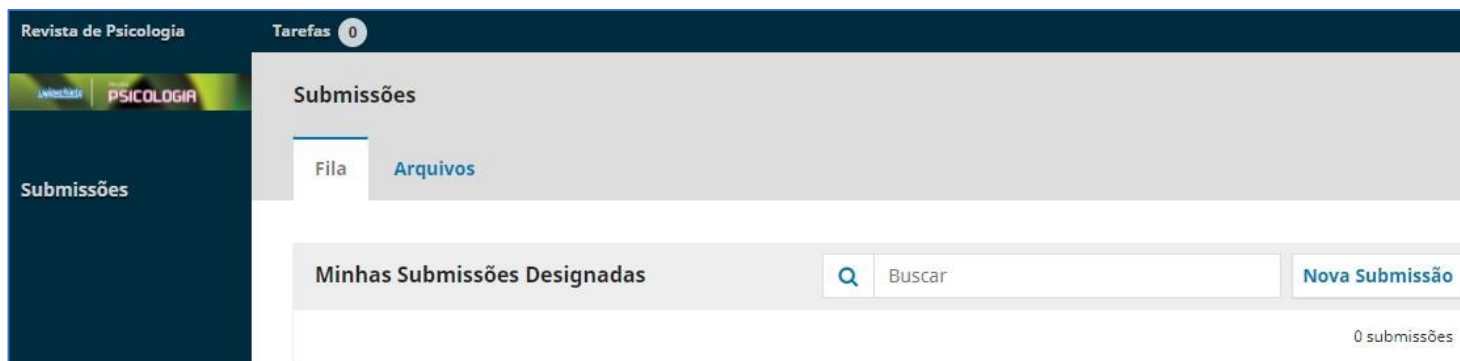 Revista de Psicologia
Tarefas 0
PSICOLOGIA
Submissões
Submissões
Fila
Arquivos
Minhas Submissões Designadas
Buscar
Nova Submissão
0 submissões